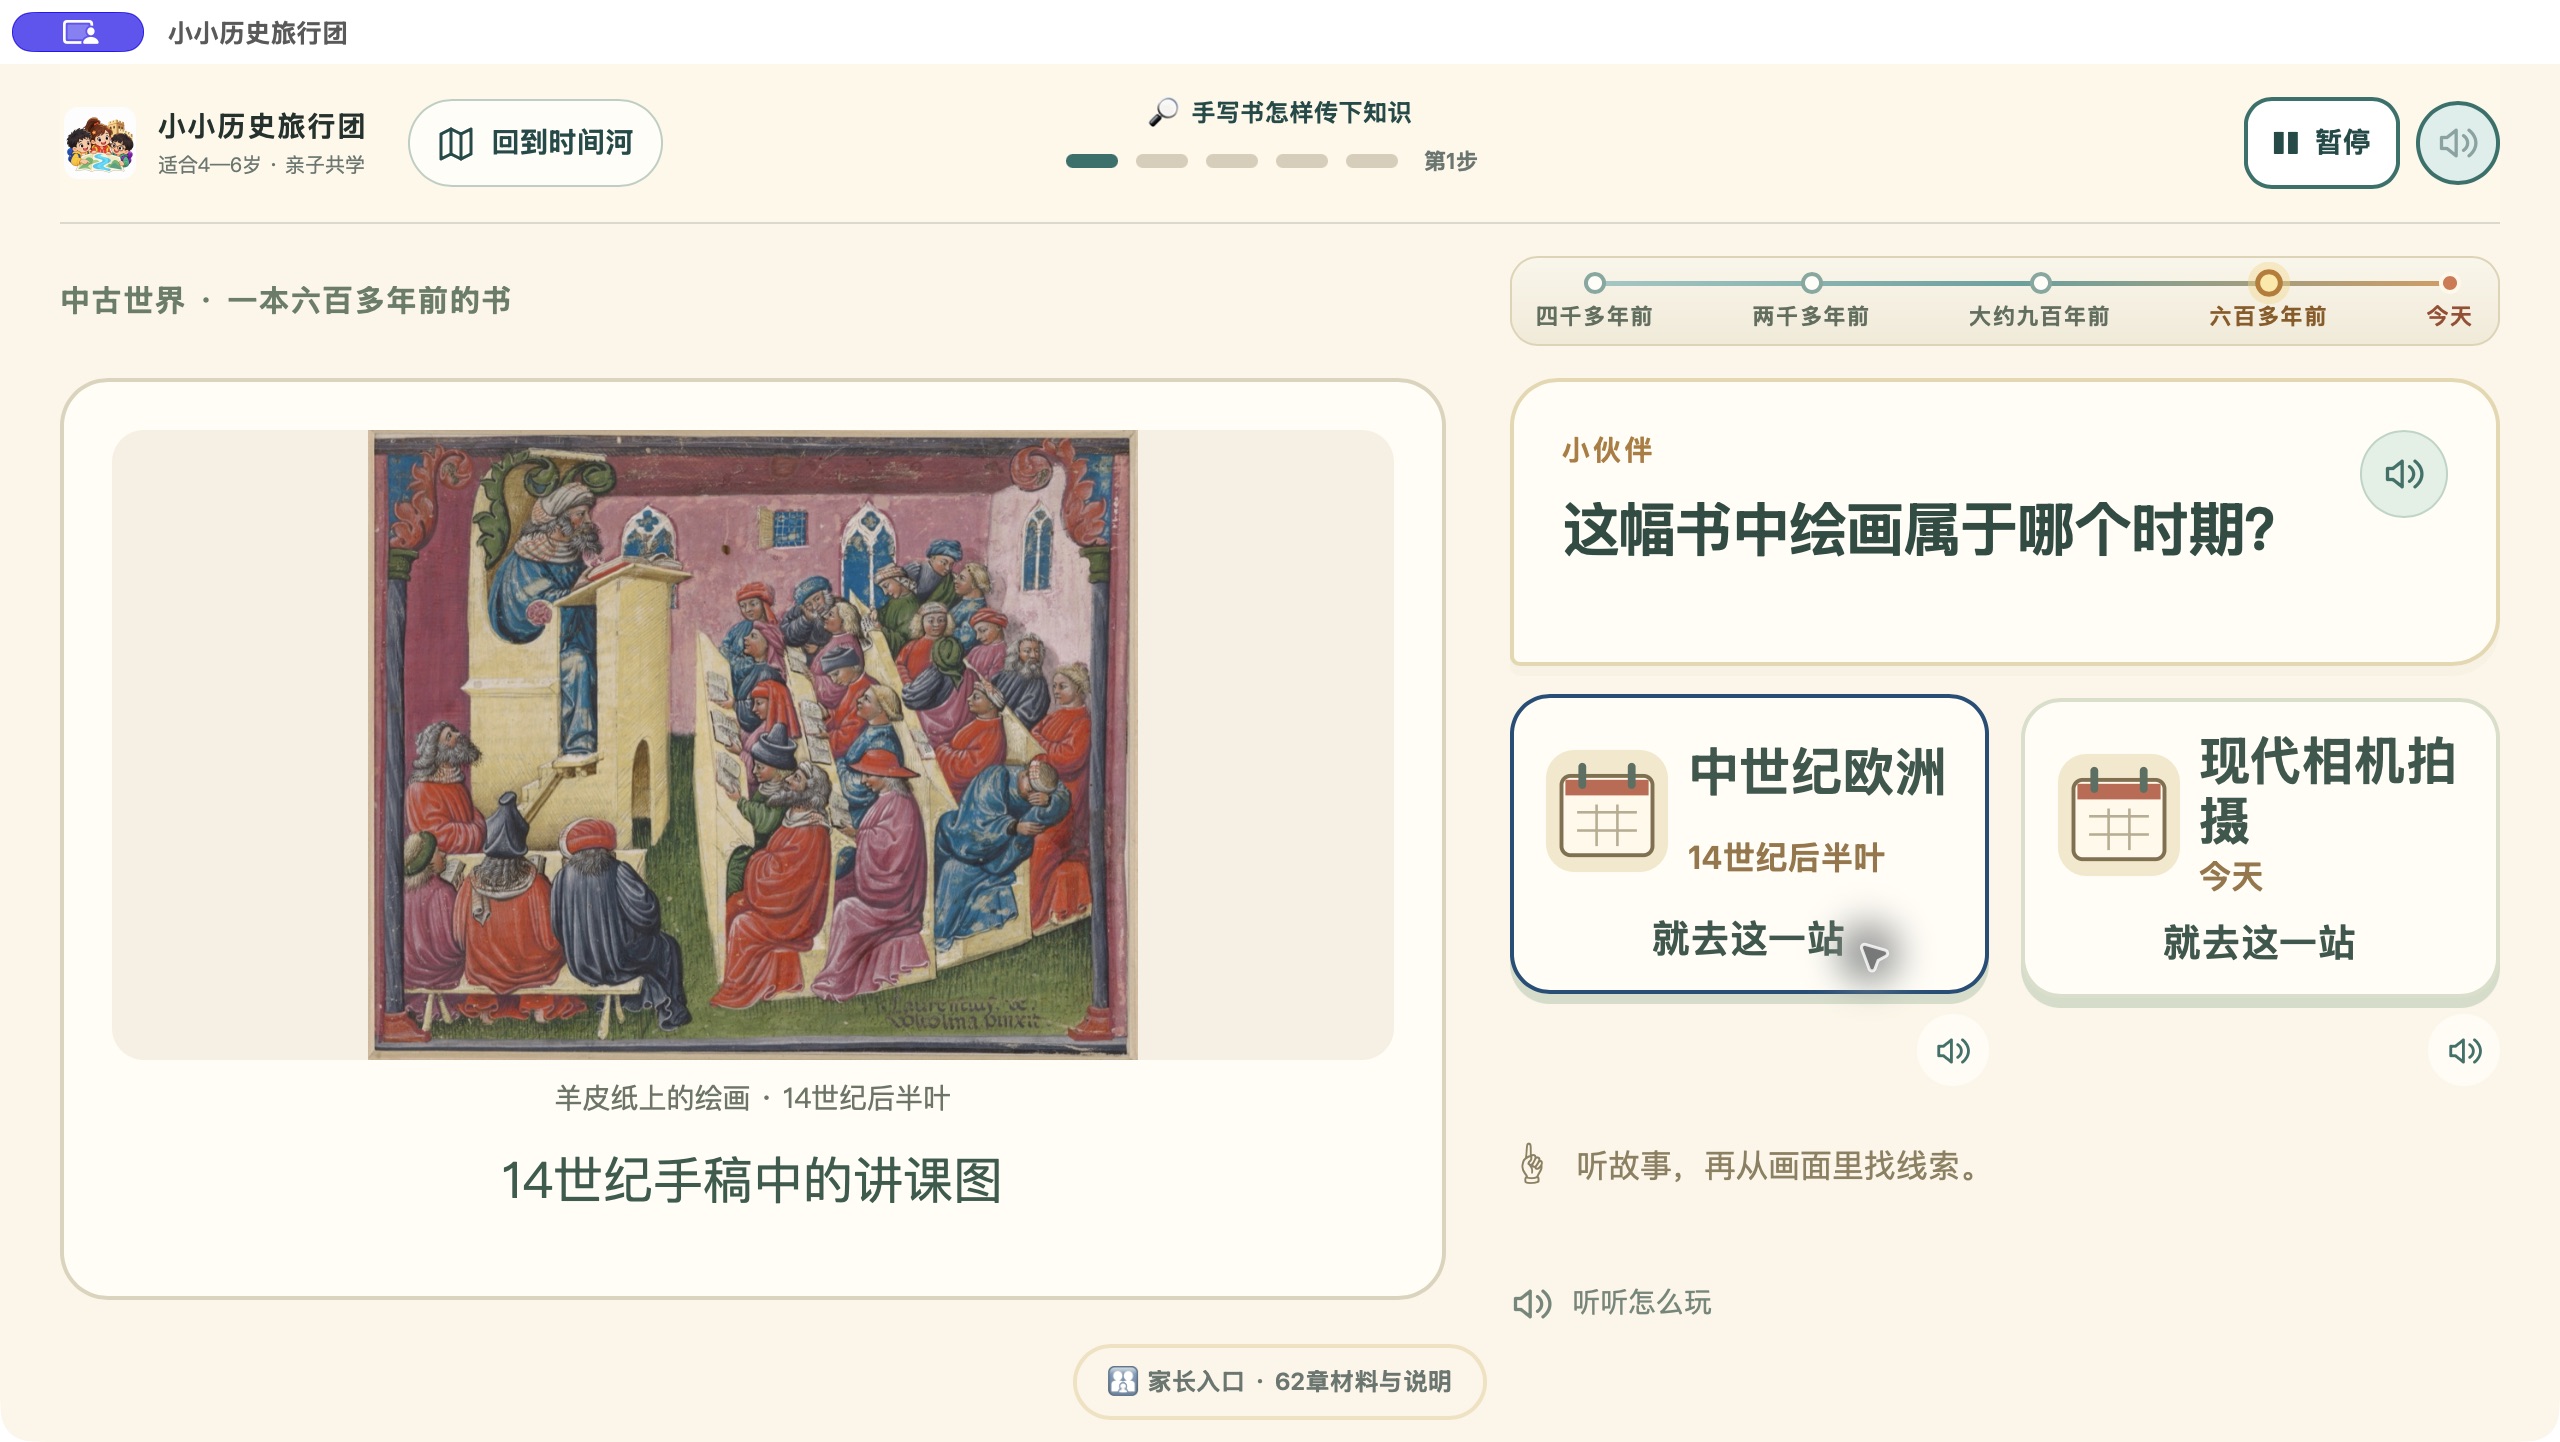 小小历史旅行团
小小历史旅行团
适合4—6岁 · 亲子共学
回到时间河
手写书怎样传下知识
第1步
暂停
中古世界 · 一本六百多年前的书
四千多年前
两千多年前
大约九百年前
六百多年前
今天
小伙伴
这幅书中绘画属于哪个时期?
中世纪欧洲
14世纪后半叶
就去这一站
现代相机拍
摄
今天
就去这一站
羊皮纸上的绘画 · 14世纪后半叶
14世纪手稿中的讲课图
听故事，再从画面里找线索。
听听怎么玩
家长入口 · 62章材料与说明